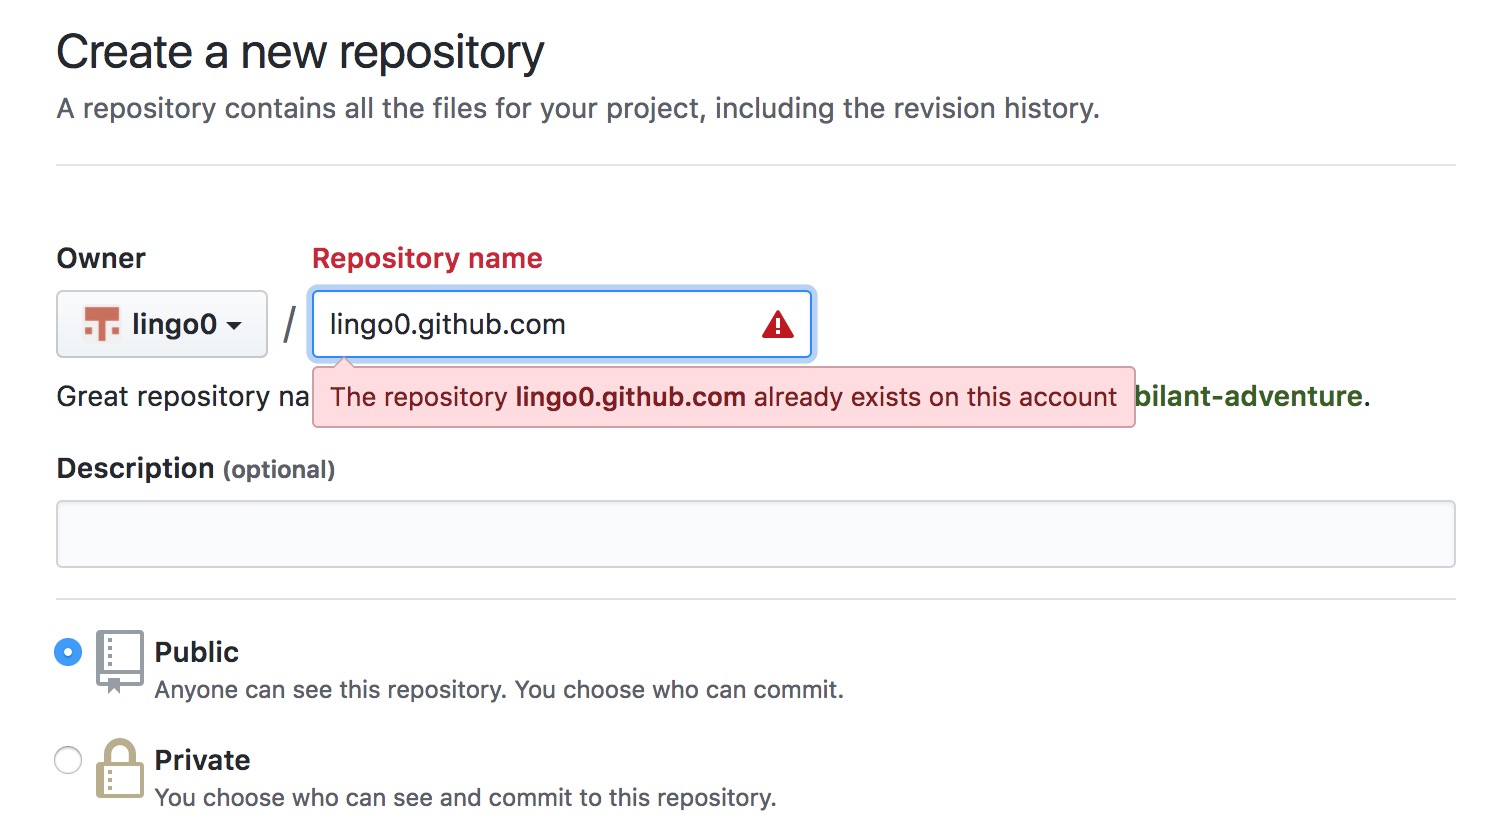 Create a new repository
A repository contains all the files for your project, including the revision history.
Owner
Repository name
lingo0
/
lingo0.github.com
The repository lingo0.github.com already exists on this account
Great repository na
bilant-adventure.
Description (optional)
Public
Anyone can see this repository. You choose who can commit.
Private
You choose who can see and commit to this repository.